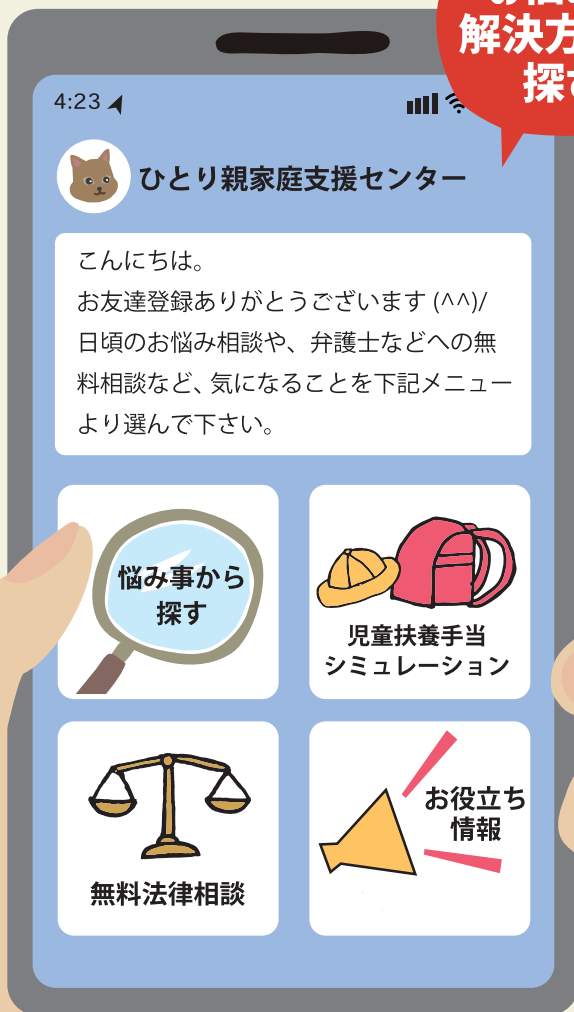 解決方
探す
4:23
ひとり親家庭支援センター
こんにちは。
お友達登録ありがとうございます (^^)/
日頃のお悩み相談や、弁護士などへの無
料相談など、気になることを下記メニュー
より選んで下さい。
悩み事から
探す
児童扶養手当
シミュレーション
無料法律相談
お役立ち
情報